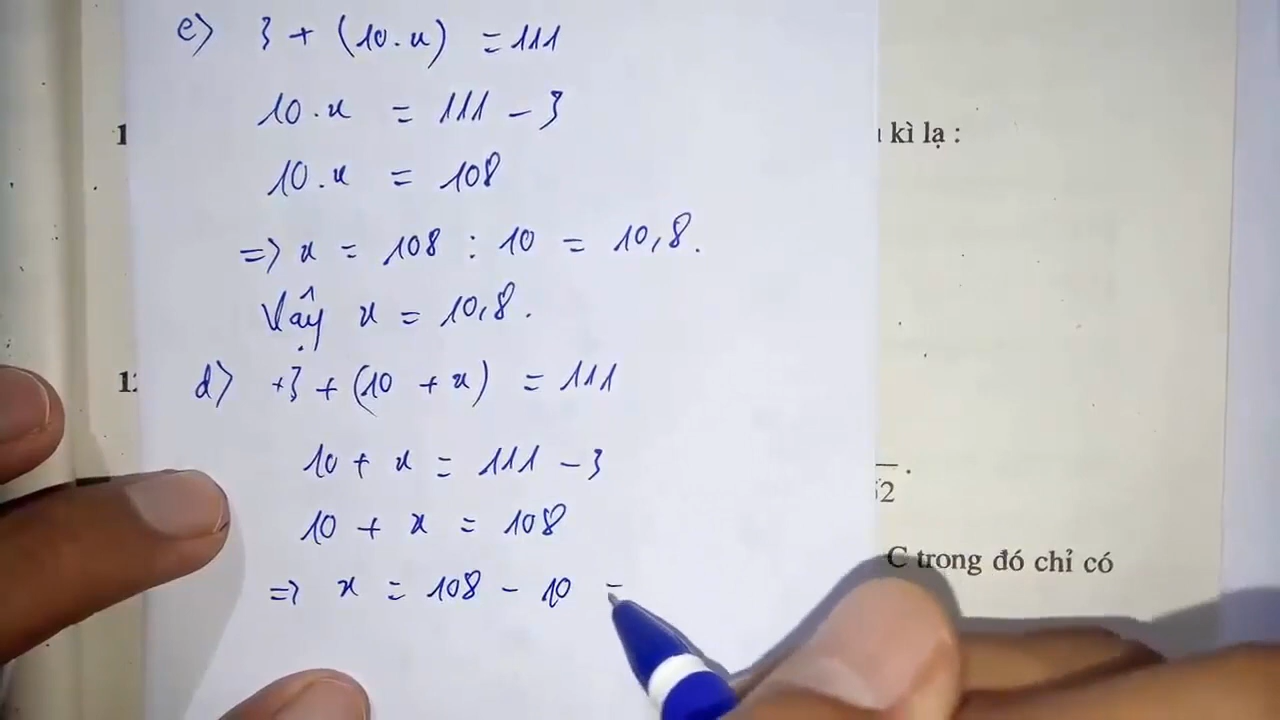 c) 3 + (10.x) = 111
10.x = 111 - 3
kì lạ :
10.x = 108
=> x = 108 : 10 = 10,8.
Vậy x = 10,8.
d) +3 + (10 + x) = 111
10 + x = 111 - 3
10 + x = 108
=> x = 108 - 10 =
C trong đó chỉ có